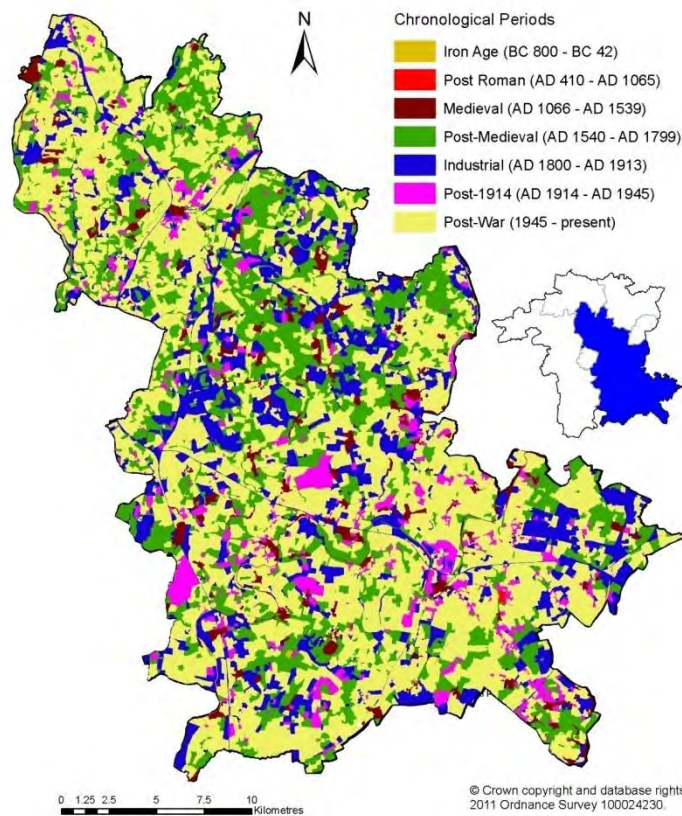 N
Chronological Periods
Iron Age (BC 800 - BC 42)
Post Roman (AD 410 - AD 1065)
Medieval (AD 1066 - AD 1539)
Post-Medieval (AD 1540 - AD 1799)
Industrial (AD 1800 - AD 1913)
Post-1914 (AD 1914 - AD 1945)
Post-War (1945 - present)
0 1.25 2.5 5 7.5 10
Kilometres
© Crown copyright and database rights
2011 Ordnance Survey 100024230.